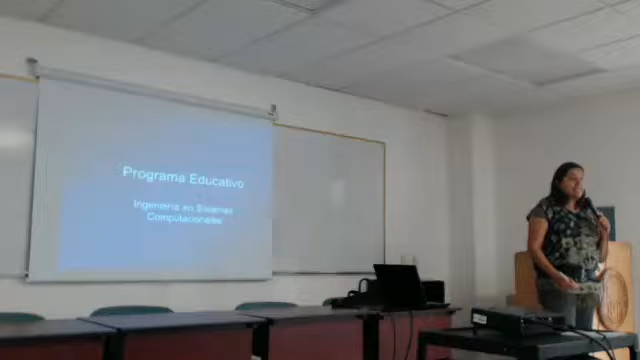 Programa Educativo
Ingeniería en Sistemas
Computacionales